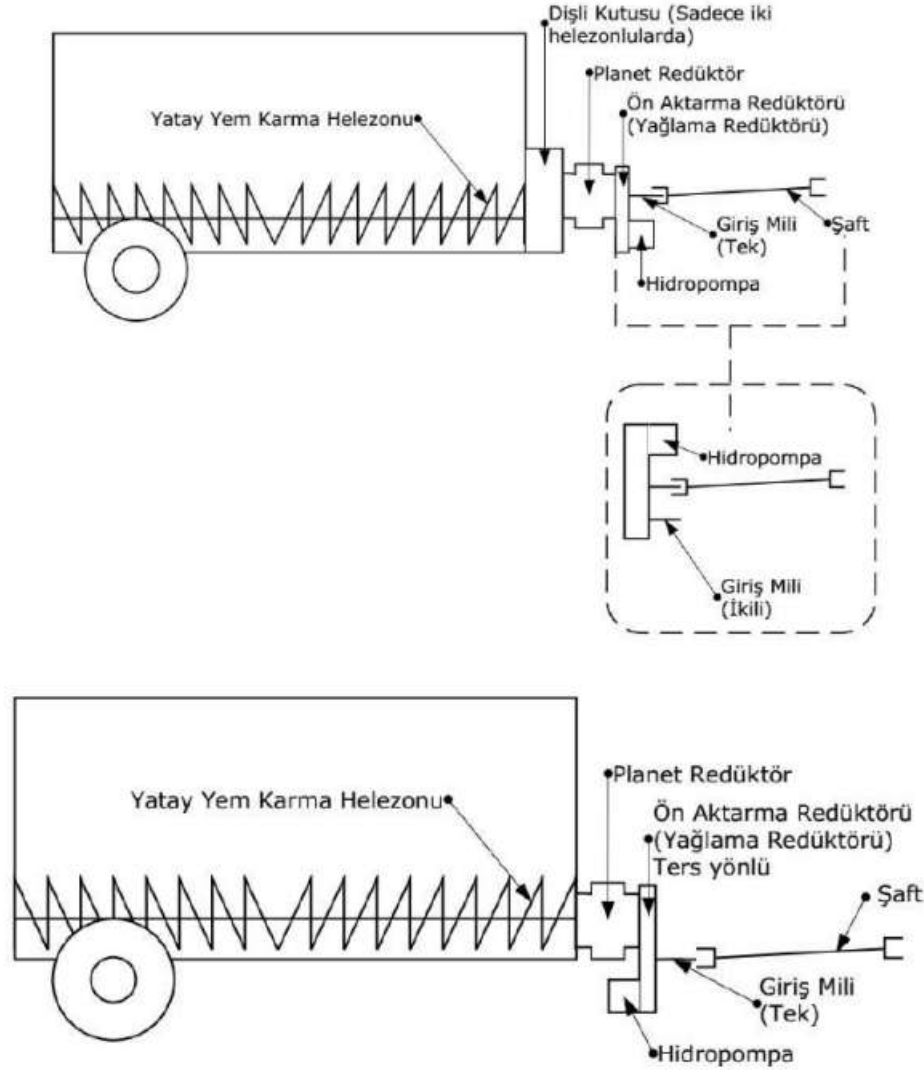 Dişli Kutusu (Sadece iki
helezonlularda)
Planet Redüktör
Yatay Yem Karma Helezonu
Ön Aktarma Redüktörü
(Yağlama Redüktörü)
Giriş Mili
(Tek)
Şaft
Hidropompa
Hidropompa
Giriş Mili
(İkili)
Planet Redüktör
Yatay Yem Karma Helezonu
Ön Aktarma Redüktörü
(Yağlama Redüktörü)
Ters yönlü
Şaft
Giriş Mili
(Tek)
Hidropompa